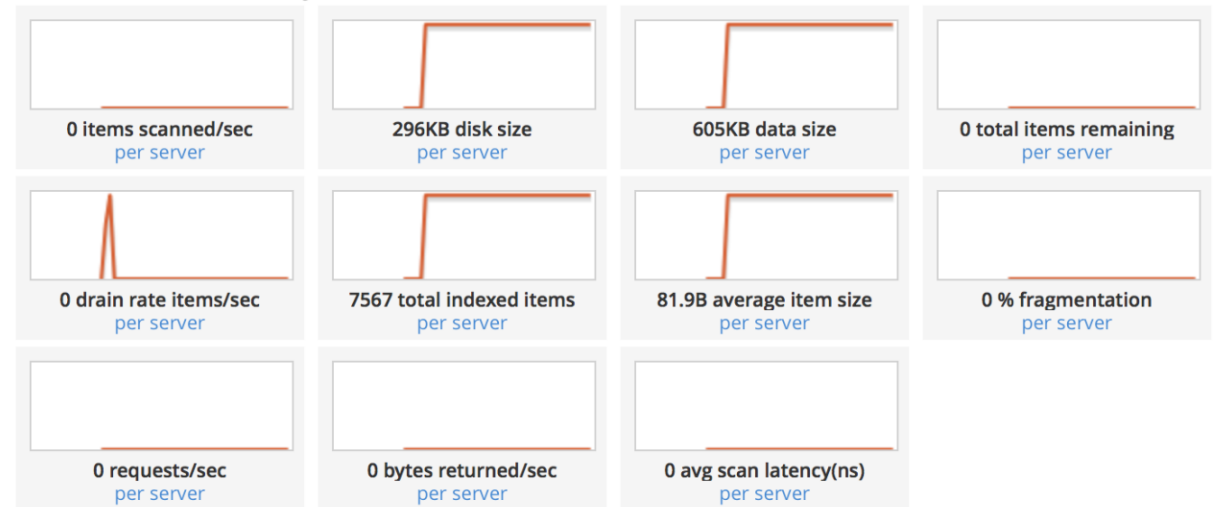 0 items scanned/sec
per server
296KB disk size
per server
605KB data size
per server
0 total items remaining
per server
0 drain rate items/sec
per server
7567 total indexed items
per server
81.9B average item size
per server
0 % fragmentation
per server
0 requests/sec
per server
0 bytes returned/sec
per server
0 avg scan latency(ns)
per server